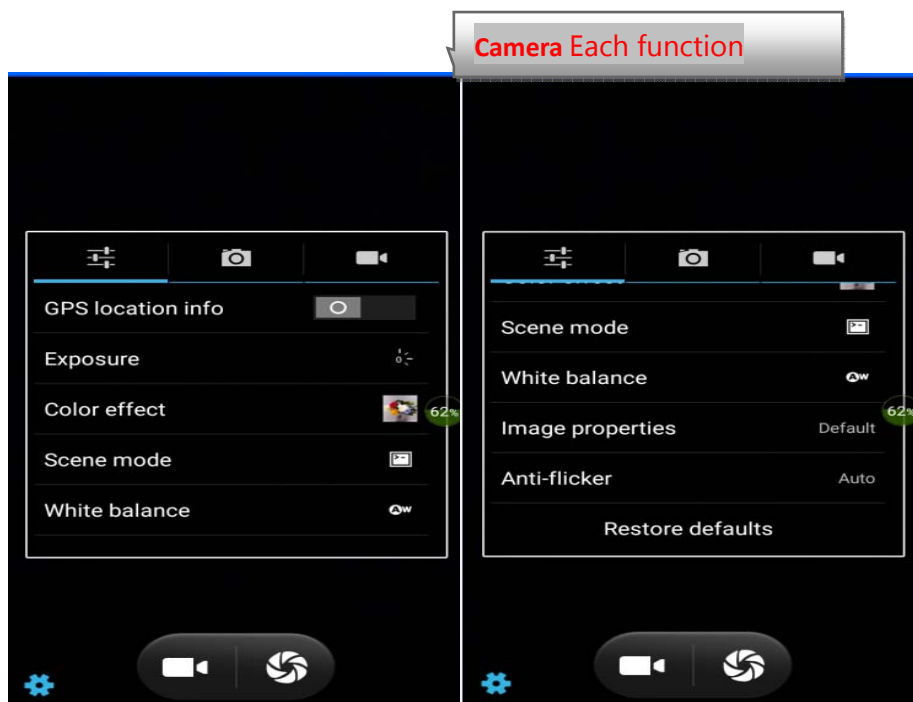 Camera Each function
GPS location info
Exposure
Color effect
62%
Scene mode
White balance
Scene mode
White balance
62%
Image properties Default
Anti-flicker Auto
Restore defaults